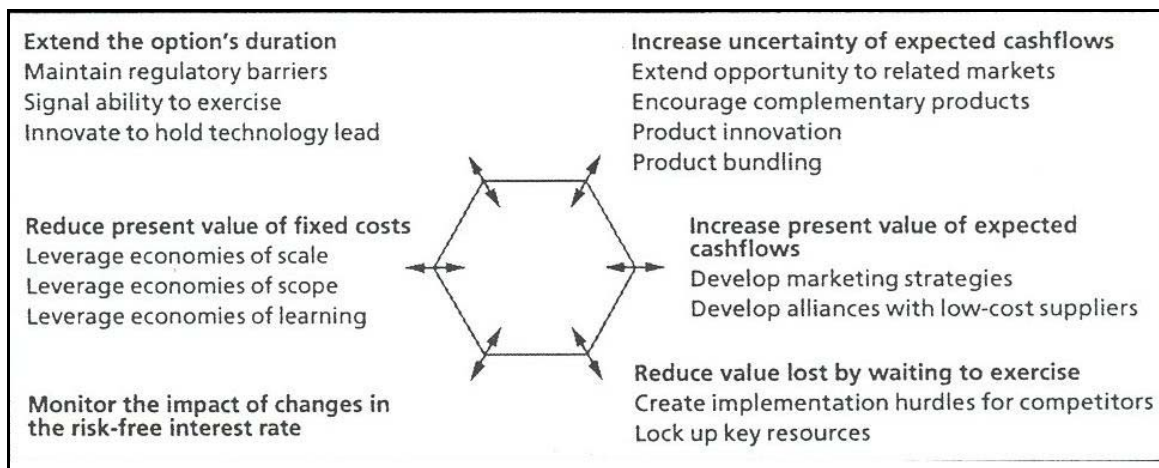 Extend the option's duration
Maintain regulatory barriers
Signal ability to exercise
Innovate to hold technology lead
Increase uncertainty of expected cashflows
Extend opportunity to related markets
Encourage complementary products
Product innovation
Product bundling
Reduce present value of fixed costs
Leverage economies of scale
Leverage economies of scope
Leverage economies of learning
Increase present value of expected
cashflows
Develop marketing strategies
Develop alliances with low-cost suppliers
Monitor the impact of changes in
the risk-free interest rate
Reduce value lost by waiting to exercise
Create implementation hurdles for competitors
Lock up key resources